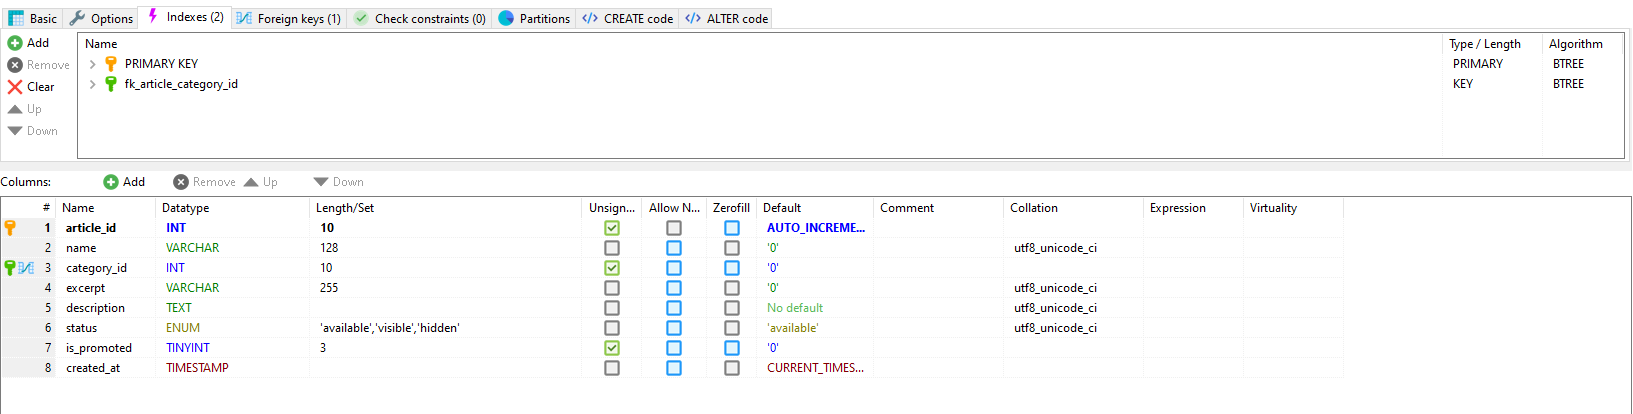 Basic Options Indexes (2) Foreign keys (1) Check constraints (0) Partitions CREATE code ALTER code
Add
Remove
Clear
Up
Down
Name Type / Length Algorithm
PRIMARY KEY PRIMARY BTREE
fk_article_category_id KEY BTREE
Columns: Add Remove Up Down
# Name Datatype Length/Set Unsign... Allow N... Zerofill Default Comment Collation Expression Virtuality
1 article_id INT 10 AUTO_INCREME...
2 name VARCHAR 128 '0' utf8_unicode_ci
3 category_id INT 10 '0'
4 excerpt VARCHAR 255 '0' utf8_unicode_ci
5 description TEXT No default utf8_unicode_ci
6 status ENUM 'available','visible','hidden' 'available' utf8_unicode_ci
7 is_promoted TINYINT 3 '0'
8 created_at TIMESTAMP CURRENT_TIMES...